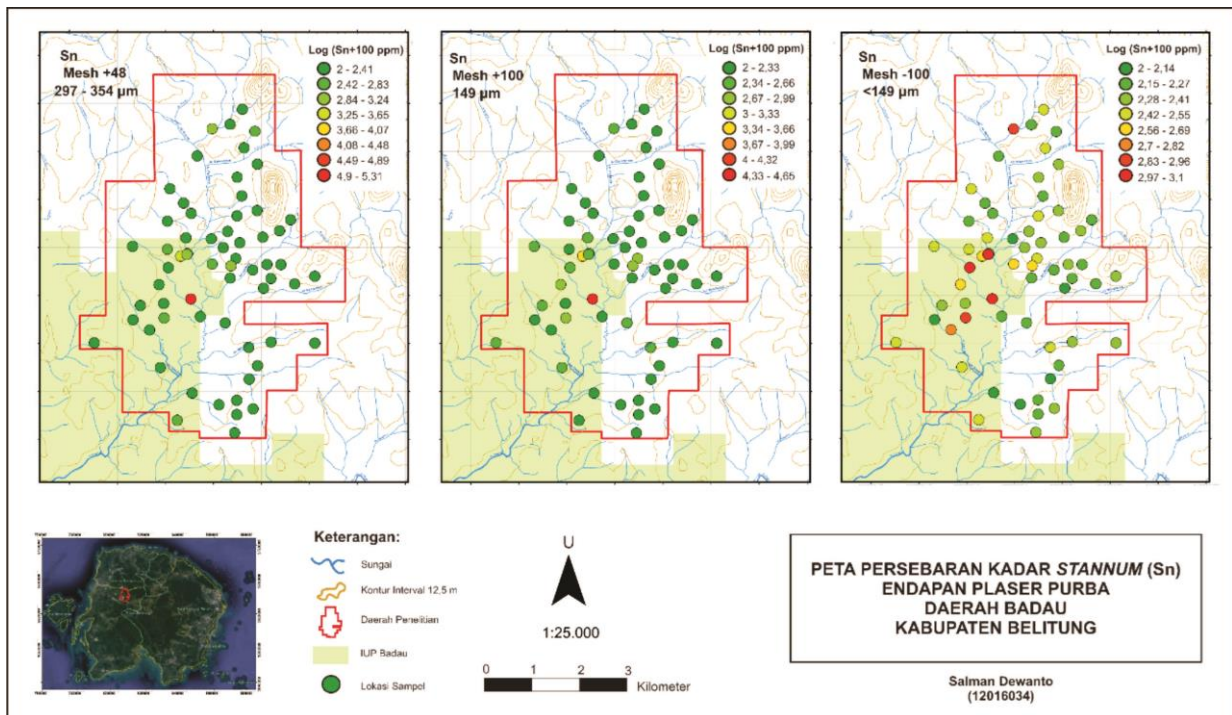 Sn
Mesh +48
297 - 354 µm
Log (Sn+100 ppm)
2 - 2,41
2,42 - 2,83
2,84 - 3,24
3,25 - 3,65
3,66 - 4,07
4,08 - 4,48
4,49 - 4,89
4,9 - 5,31
Sn
Mesh +100
149 µm
Log (Sn+100 ppm)
2 - 2,33
2,34 - 2,66
2,67 - 2,99
3 - 3,33
3,34 - 3,66
3,67 - 3,99
4 - 4,32
4,33 - 4,65
Sn
Mesh -100
<149 µm
Log (Sn+100 ppm)
2 - 2,14
2,15 - 2,27
2,28 - 2,41
2,42 - 2,55
2,56 - 2,69
2,7 - 2,82
2,83 - 2,96
2,97 - 3,1
Keterangan:
Sungai
Kontur Interval 12,5 m
Daerah Penelitian
IUP Badau
Lokasi Sampel
U
1:25.000
0 1 2 3
Kilometer
PETA PERSEBARAN KADAR STANNUM (Sn)
ENDAPAN PLASER PURBA
DAERAH BADAU
KABUPATEN BELITUNG
Salman Dewanto
(12016034)